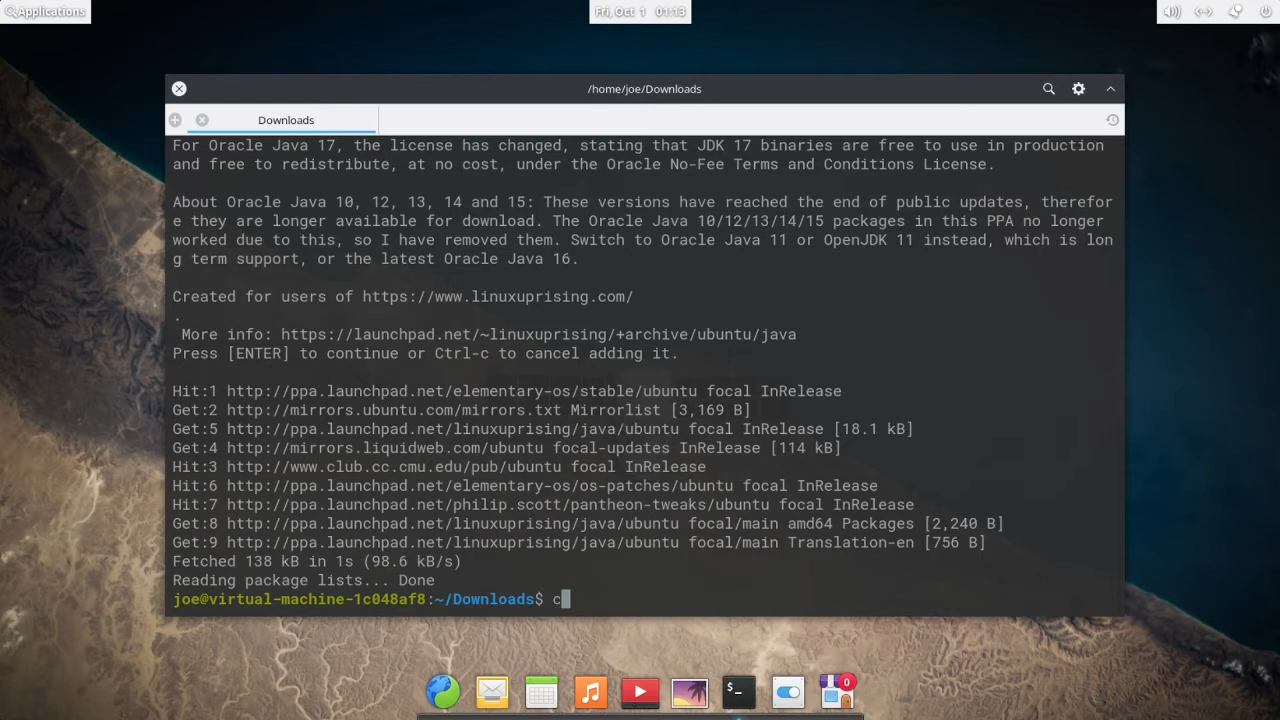 Applications
Fri, Oct 1 01:13
/home/joe/Downloads
Downloads
For Oracle Java 17, the license has changed, stating that JDK 17 binaries are free to use in production
and free to redistribute, at no cost, under the Oracle No-Fee Terms and Conditions License.
About Oracle Java 10, 12, 13, 14 and 15: These versions have reached the end of public updates, therefor
e they are longer available for download. The Oracle Java 10/12/13/14/15 packages in this PPA no longer
worked due to this, so I have removed them. Switch to Oracle Java 11 or OpenJDK 11 instead, which is lon
g term support, or the latest Oracle Java 16.
Created for users of https://www.linuxuprising.com/
.
More info: https://launchpad.net/~linuxuprising/+archive/ubuntu/java
Press [ENTER] to continue or Ctrl-c to cancel adding it.
Hit:1 http://ppa.launchpad.net/elementary-os/stable/ubuntu focal InRelease
Get:2 http://mirrors.ubuntu.com/mirrors.txt Mirrorlist [3,169 B]
Get:5 http://ppa.launchpad.net/linuxuprising/java/ubuntu focal InRelease [18.1 kB]
Get:4 http://mirrors.liquidweb.com/ubuntu focal-updates InRelease [114 kB]
Hit:3 http://www.club.cc.cmu.edu/pub/ubuntu focal InRelease
Hit:6 http://ppa.launchpad.net/elementary-os/os-patches/ubuntu focal InRelease
Hit:7 http://ppa.launchpad.net/philip.scott/pantheon-tweaks/ubuntu focal InRelease
Get:8 http://ppa.launchpad.net/linuxuprising/java/ubuntu focal/main amd64 Packages [2,240 B]
Get:9 http://ppa.launchpad.net/linuxuprising/java/ubuntu focal/main Translation-en [756 B]
Fetched 138 kB in 1s (98.6 kB/s)
Reading package lists... Done
joe@virtual-machine-1c048af8:~/Downloads$ c
$_
0